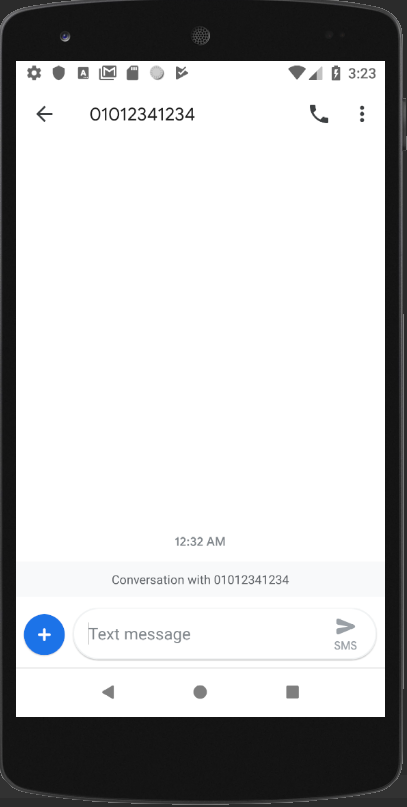 3:23
01012341234
12:32 AM
Conversation with 01012341234
Text message
SMS